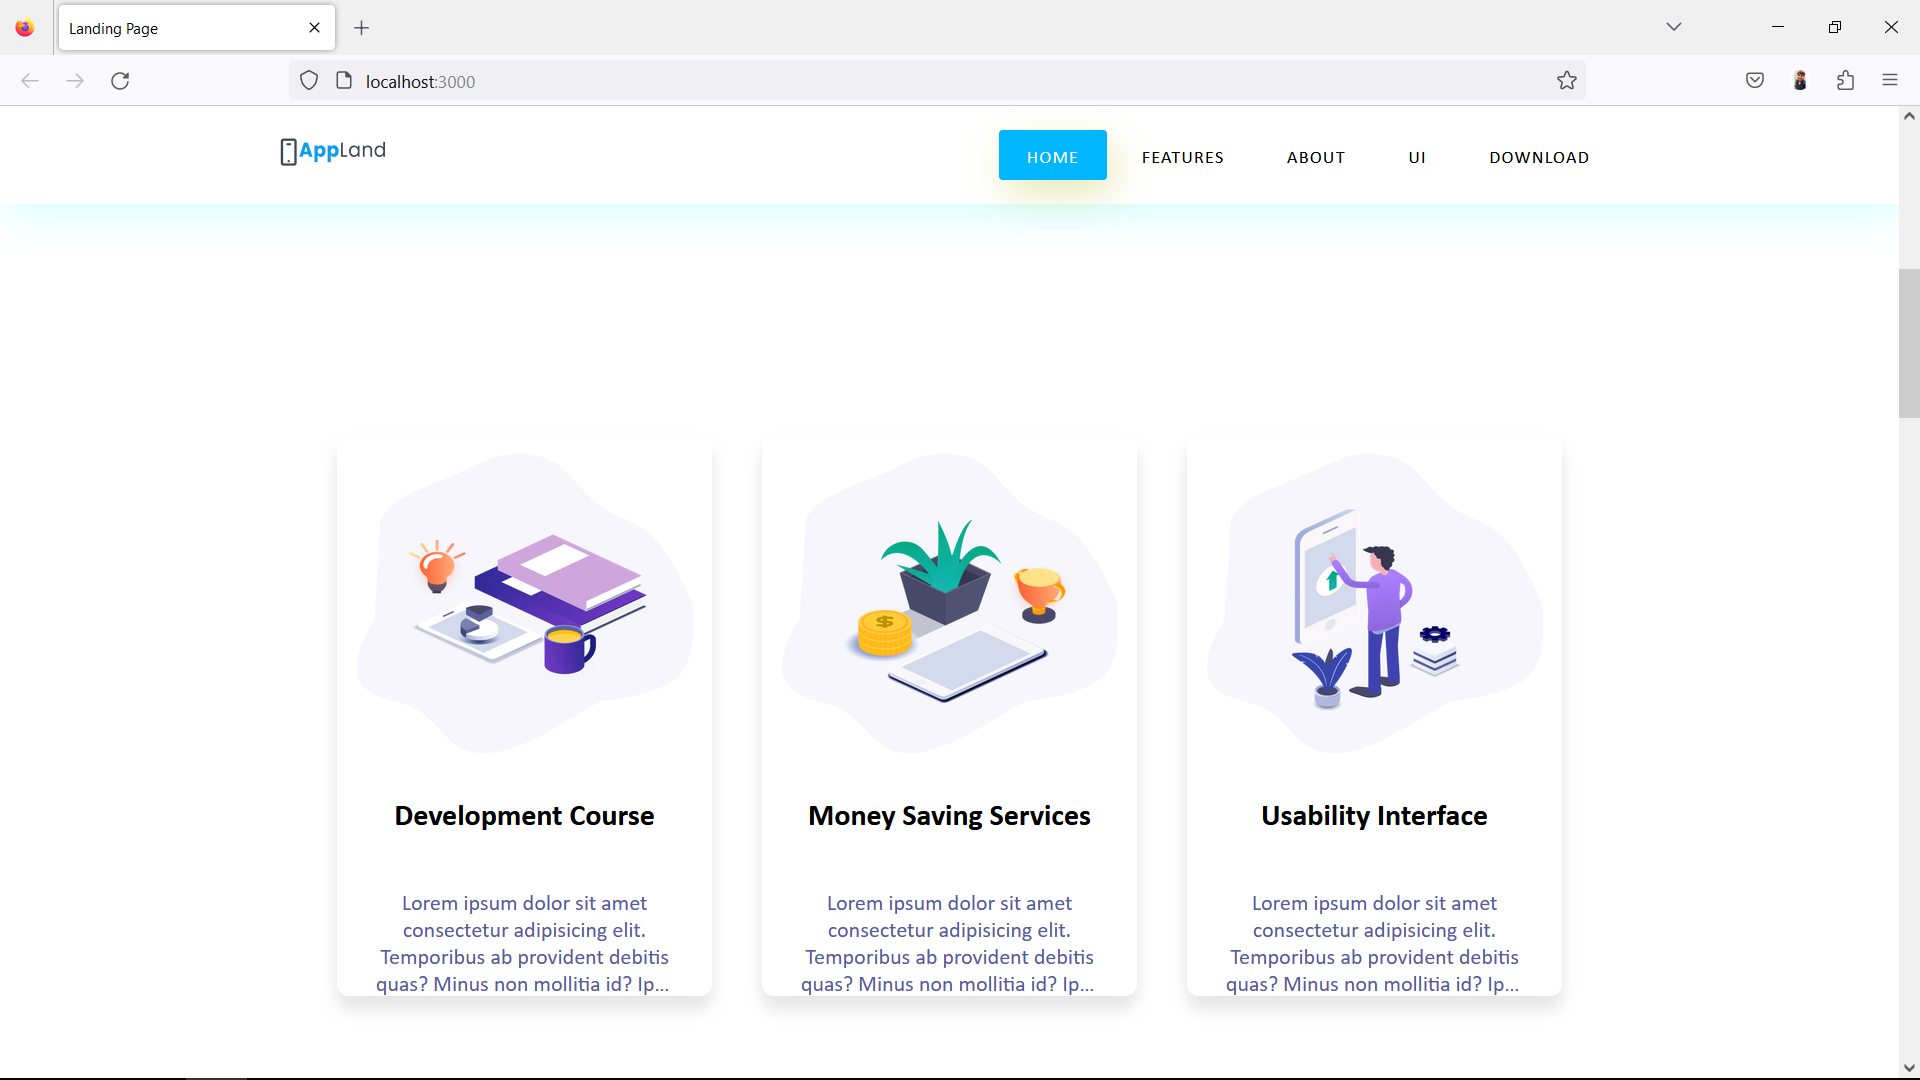 Landing Page
localhost:3000
AppLand
HOME FEATURES ABOUT UI DOWNLOAD
$
Development Course
Lorem ipsum dolor sit amet
consectetur adipisicing elit.
Temporibus ab provident debitis
quas? Minus non mollitia id? Ip...
Money Saving Services
Lorem ipsum dolor sit amet
consectetur adipisicing elit.
Temporibus ab provident debitis
quas? Minus non mollitia id? Ip...
Usability Interface
Lorem ipsum dolor sit amet
consectetur adipisicing elit.
Temporibus ab provident debitis
quas? Minus non mollitia id? Ip...